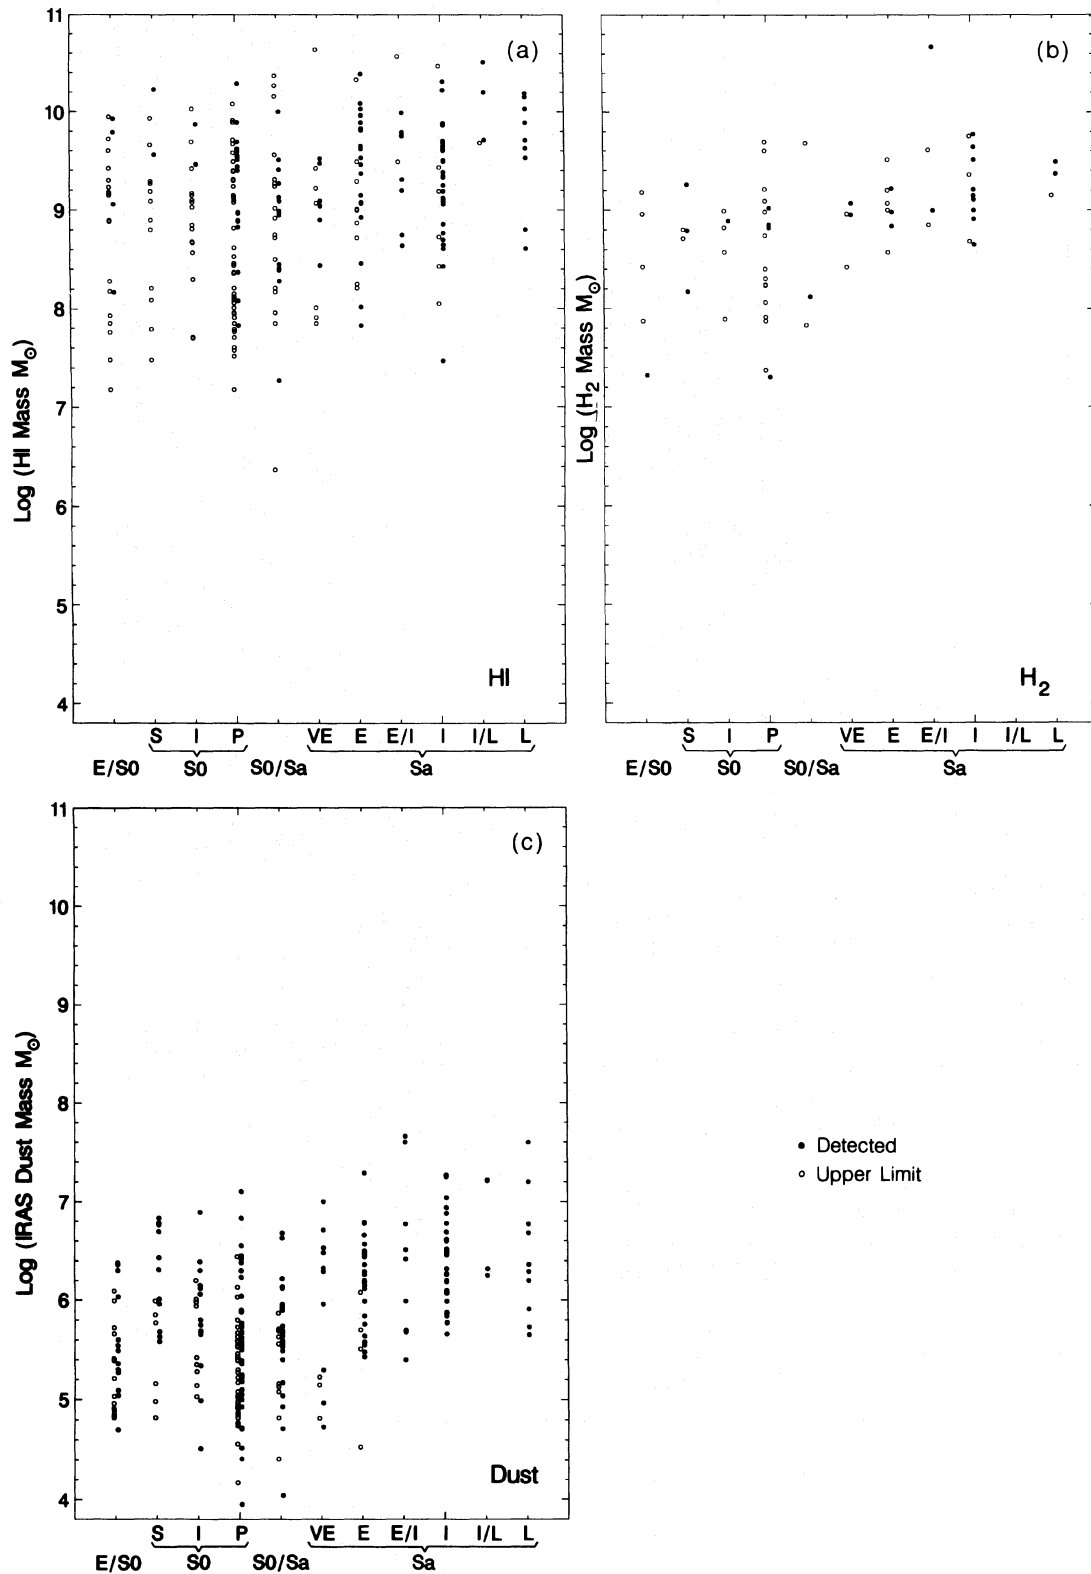 (a)
11
10
9
8
7
6
5
4
Log (HI Mass M⊙)
HI
S I P VE E E/I I I/L L
E/S0 S0 S0/Sa Sa
(b)
Log (H2 Mass M⊙)
H2
S I P VE E E/I I I/L L
E/S0 S0 S0/Sa Sa
(c)
11
10
9
8
7
6
5
4
Log (IRAS Dust Mass M⊙)
Dust
S I P VE E E/I I I/L L
E/S0 S0 S0/Sa Sa
Detected
Upper Limit